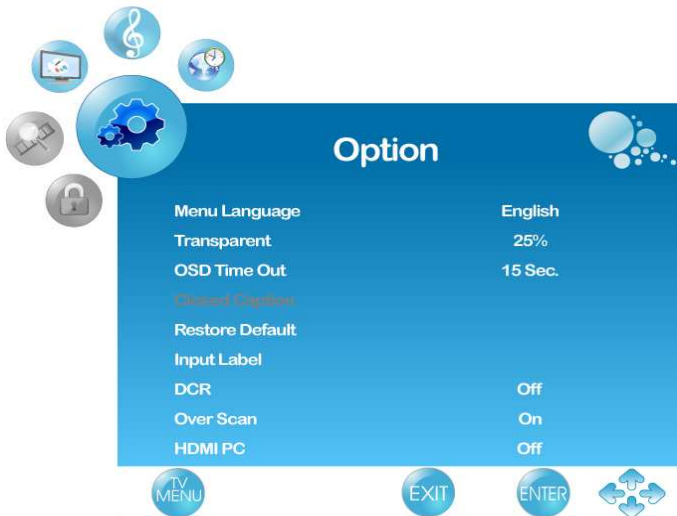 Option
Menu Language English
Transparent 25%
OSD Time Out 15 Sec.
Closed Caption
Restore Default
Input Label
DCR Off
Over Scan On
HDMI PC Off
TV MENU EXIT ENTER